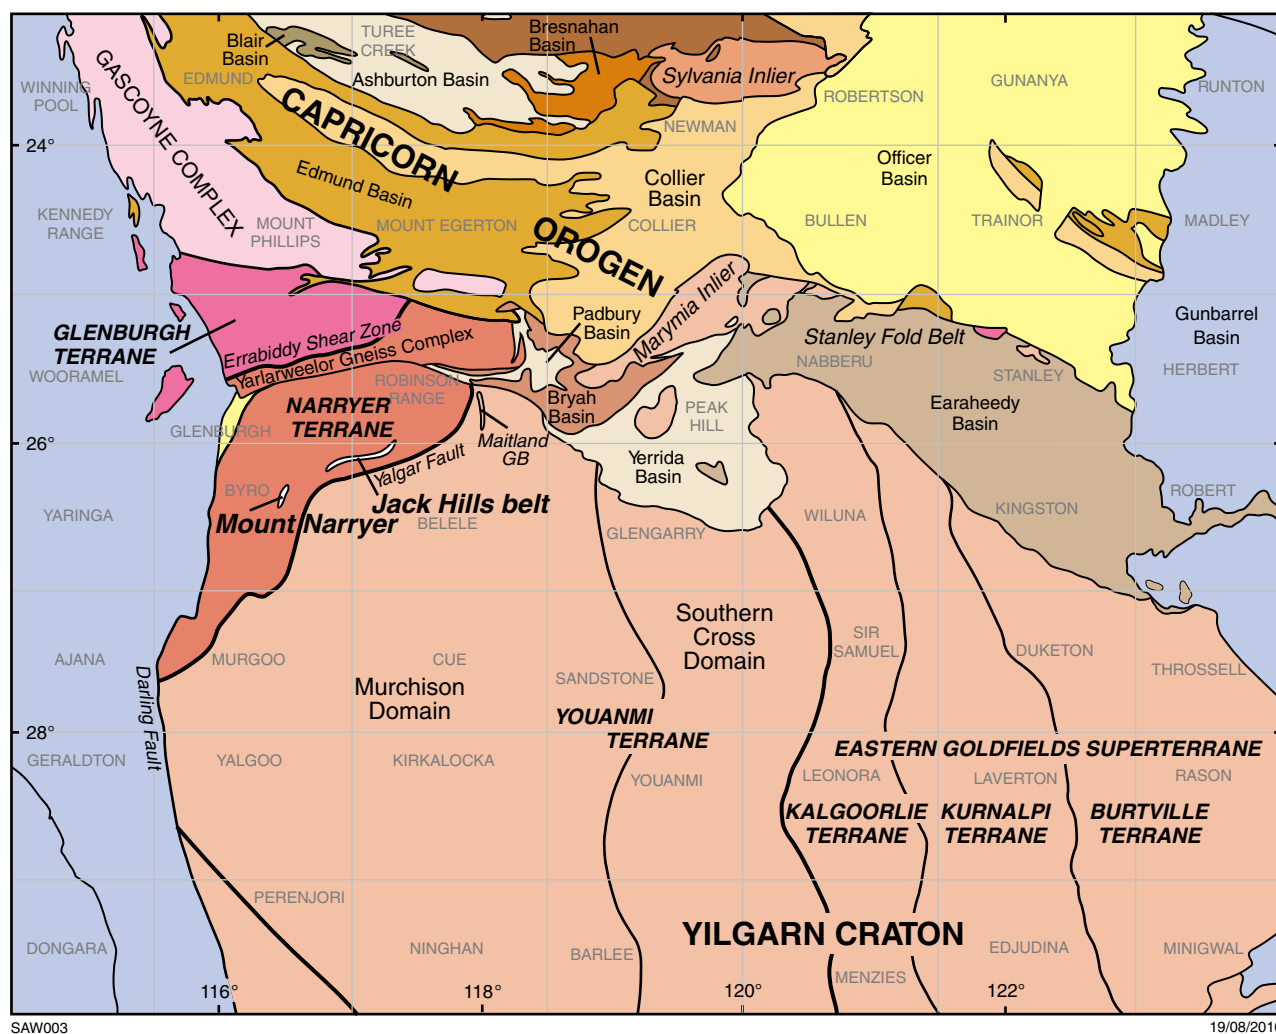 Blair
Basin
TUREE
CREEK
Bresnahan
Basin
EDMUND
Ashburton Basin
Sylvania Inlier
WINNING
POOL
GASCOYNE COMPLEX
ROBERTSON
GUNANYA
RUNTON
CAPRICORN
NEWMAN
24°
Edmund Basin
Collier
Basin
Officer
Basin
KENNEDY
RANGE
MOUNT
PHILLIPS
MOUNT EGERTON
OROGEN
COLLIER
BULLEN
TRAINOR
MADLEY
GLENBURGH
TERRANE
Errabiddy Shear Zone
Yarlarweelor Gneiss Complex
Padbury
Basin
Marymia Inlier
Stanley Fold Belt
Gunbarrel
Basin
WOORAMEL
ROBINSON
RANGE
NABBERU
STANLEY
HERBERT
NARRYER
TERRANE
Bryah
Basin
PEAK
HILL
Earaheedy
Basin
GLENBURGH
26°
Maitland
GB
Yalgar Fault
Yerrida
Basin
BYRO
Jack Hills belt
Mount Narryer
ROBERT
YARINGA
BELELE
GLENGARRY
WILUNA
KINGSTON
Southern
Cross
Domain
AJANA
MURGOO
CUE
SANDSTONE
SIR
SAMUEL
DUKETON
THROSSELL
Darling Fault
Murchison
Domain
YOUANMI
TERRANE
28°
EASTERN GOLDFIELDS SUPERTERRANE
GERALDTON
YALGOO
KIRKALOCKA
YOUANMI
LEONORA
LAVERTON
RASON
KALGOORLIE
TERRANE
KURNALPI
TERRANE
BURTVILLE
TERRANE
PERENJORI
YILGARN CRATON
DONGARA
NINGHAN
BARLEE
EDJUDINA
MINIGWAL
MENZIES
116°
118°
120°
122°
SAW003
19/08/2010